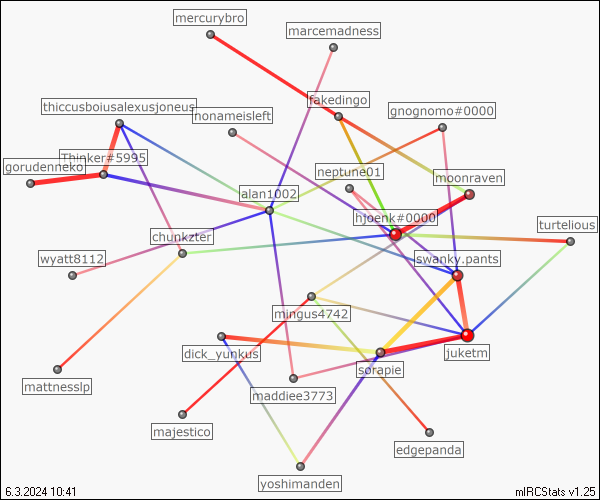 mercurybro
marcemadness
thiccusboiusalexusjoneus
fakedingo
nonameisleft
gnognomo#0000
Thinker#5995
gorudenneko
neptune01
moonraven
alan1002
hjoenk#0000
turtelious
chunkzter
wyatt8112
swanky.pants
mingus4742
dick_yunkus
juketm
sorapie
mattnesslp
maddiee3773
majestico
edgepanda
yoshimanden
6.3.2024 10:41
mIRCStats v1.25